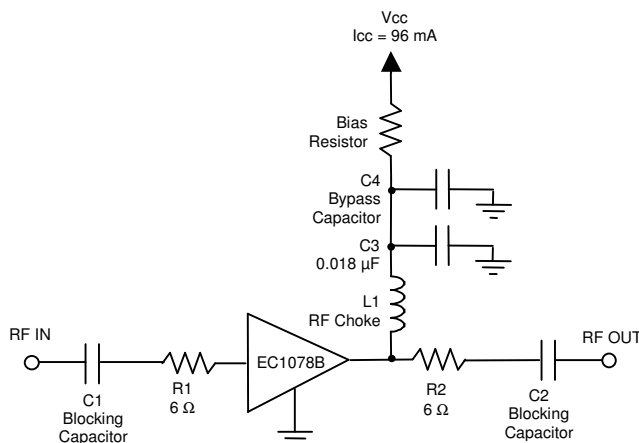 Vcc
Icc = 96 mA
Bias
Resistor
C4
Bypass
Capacitor
C3
0.018 µF
L1
RF Choke
RF IN
C1
Blocking
Capacitor
R1
6 Ω
EC1078B
R2
6 Ω
C2
Blocking
Capacitor
RF OUT